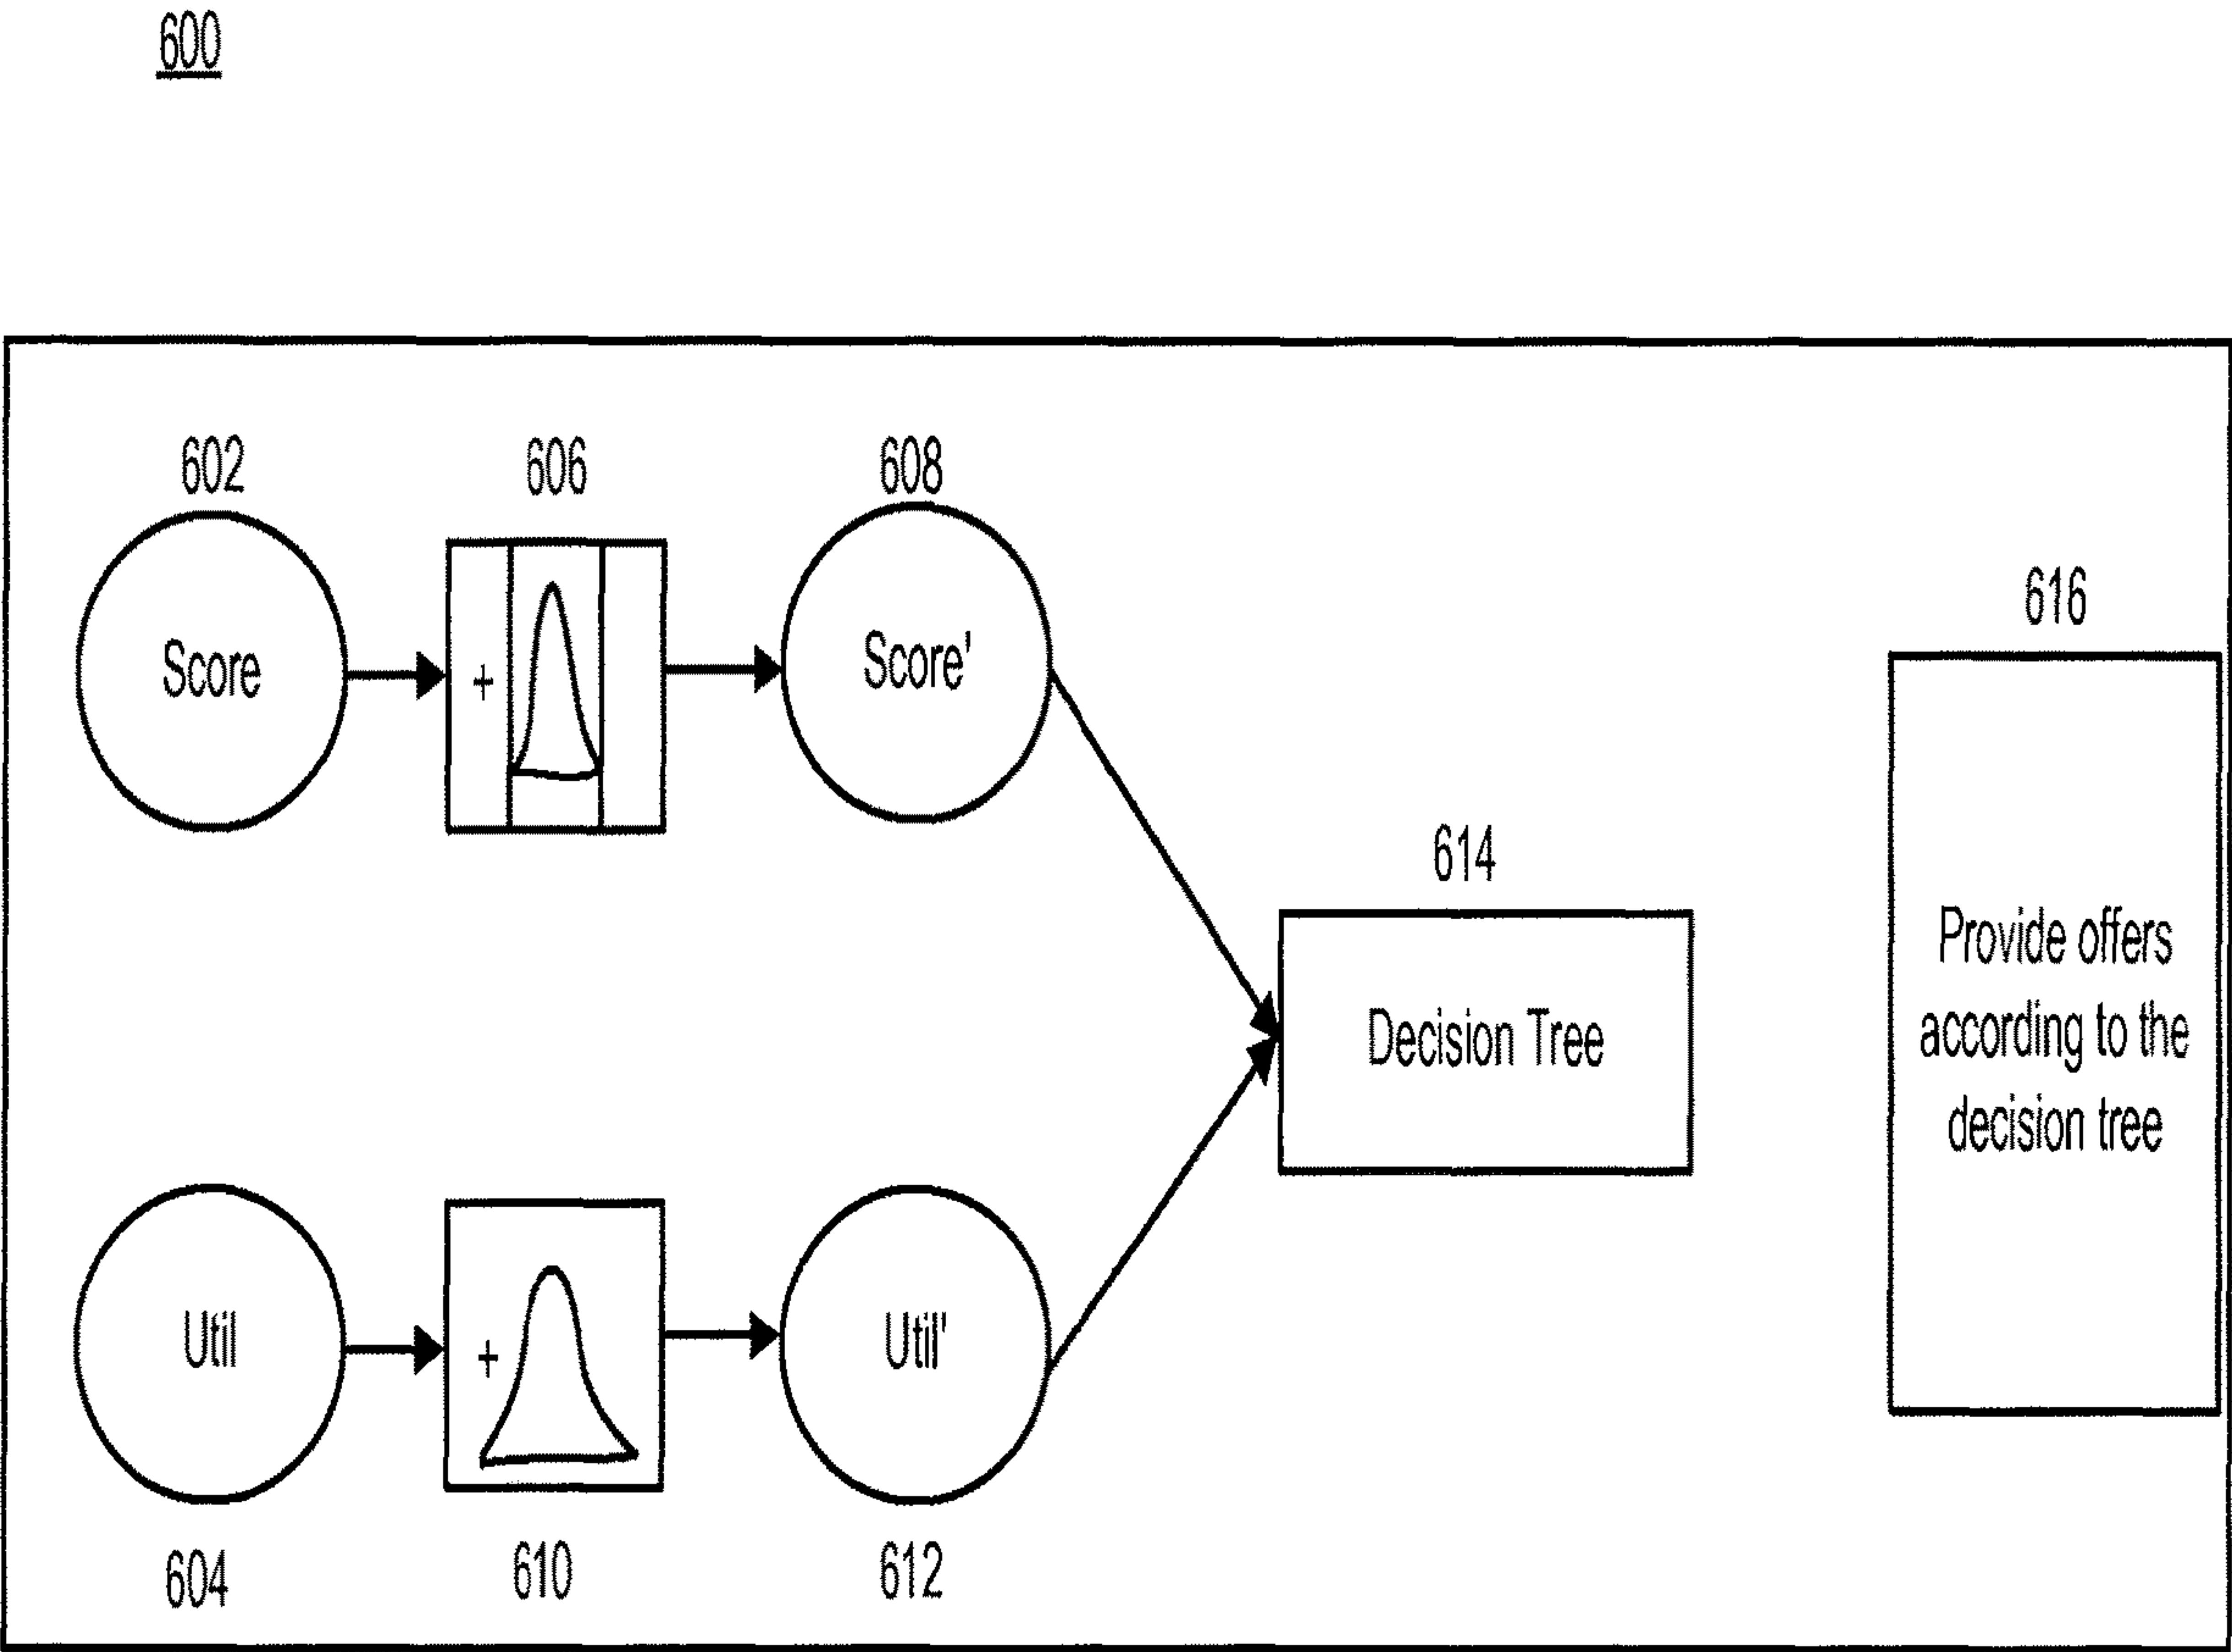 600
602
606
608
Score
+
Score'
616
614
Decision Tree
Provide offers
according to the
decision tree
Util
+
Util'
604
610
612